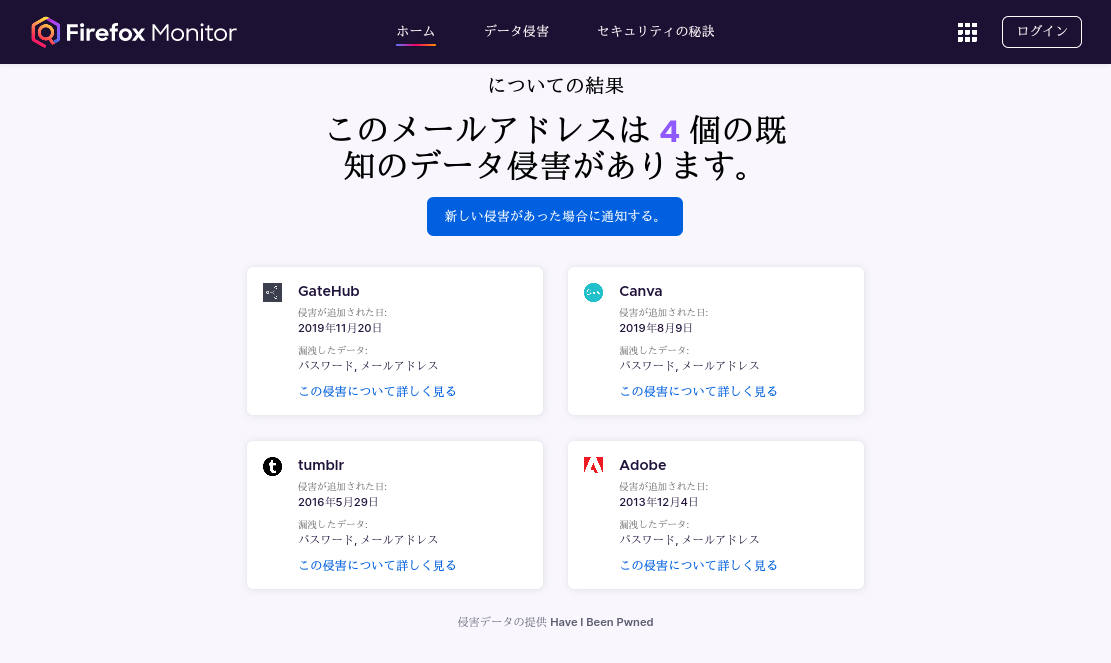 Firefox Monitor
ホーム
データ侵害
セキュリティの秘訣
ログイン
についての結果
このメールアドレスは 4 個の既
知のデータ侵害があります。
新しい侵害があった場合に通知する。
GateHub
侵害が追加された日:
2019年11月20日
漏洩したデータ:
パスワード, メールアドレス
この侵害について詳しく見る
Canva
侵害が追加された日:
2019年8月9日
漏洩したデータ:
パスワード, メールアドレス
この侵害について詳しく見る
tumblr
侵害が追加された日:
2016年5月29日
漏洩したデータ:
パスワード, メールアドレス
この侵害について詳しく見る
Adobe
侵害が追加された日:
2013年12月4日
漏洩したデータ:
パスワード, メールアドレス
この侵害について詳しく見る
侵害データの提供 Have I Been Pwned